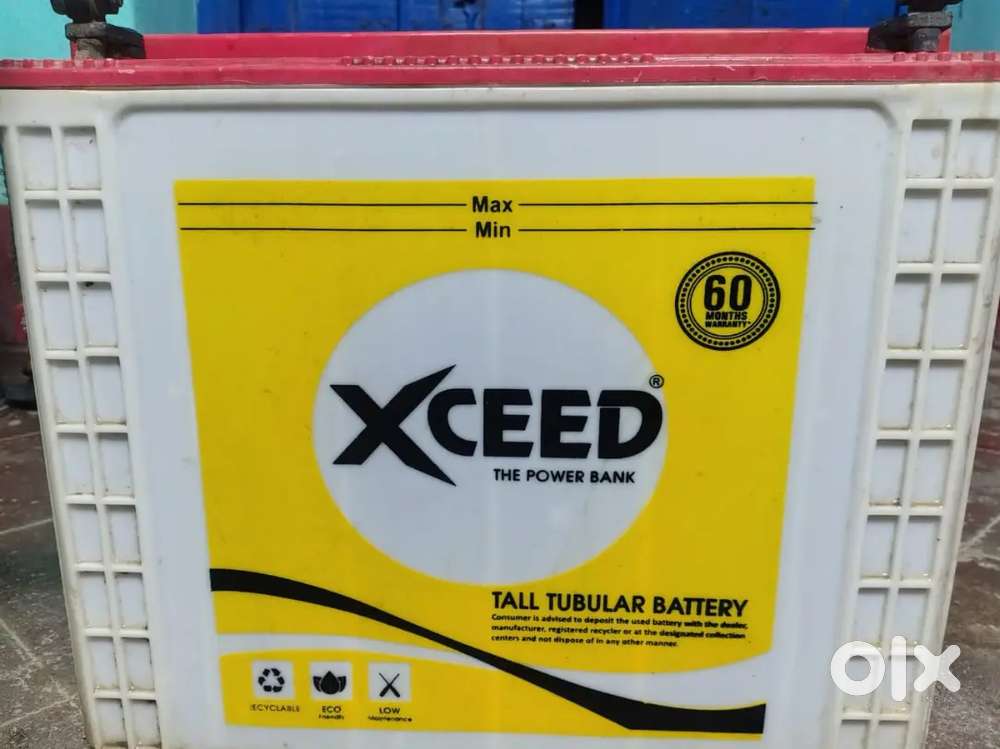 Max
Min
60
MONTHS
WARRANTY*
XCEED®
THE POWER BANK
TALL TUBULAR BATTERY
Consumer is advised to deposit the used battery with the dealer,
manufacturer, registered recycler or at the designated collection
centers and not dispose of in any other manner.
RECYCLABLE
ECO
Friendly
LOW
Maintenance
olx